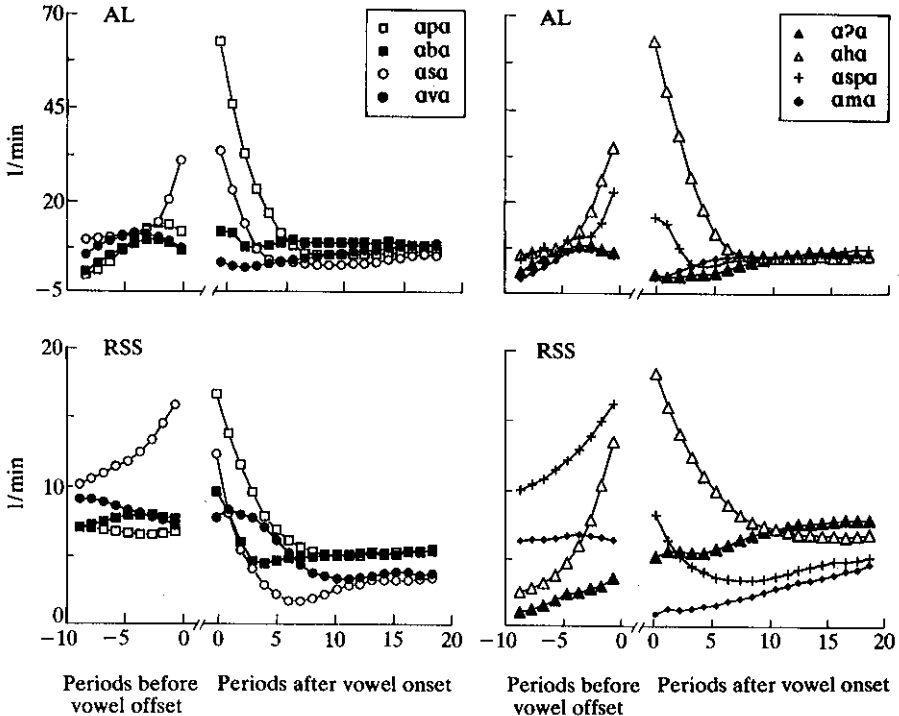 AL
70
45
20
−5
l/min
apa
aba
asa
ava
AL
aʔa
aha
aspa
ama
RSS
20
10
0
l/min
−10 −5 0 0 5 10 15 20
Periods before vowel offset
Periods after vowel onset
RSS
−10 −5 0 0 5 10 15 20
Periods before vowel offset
Periods after vowel onset